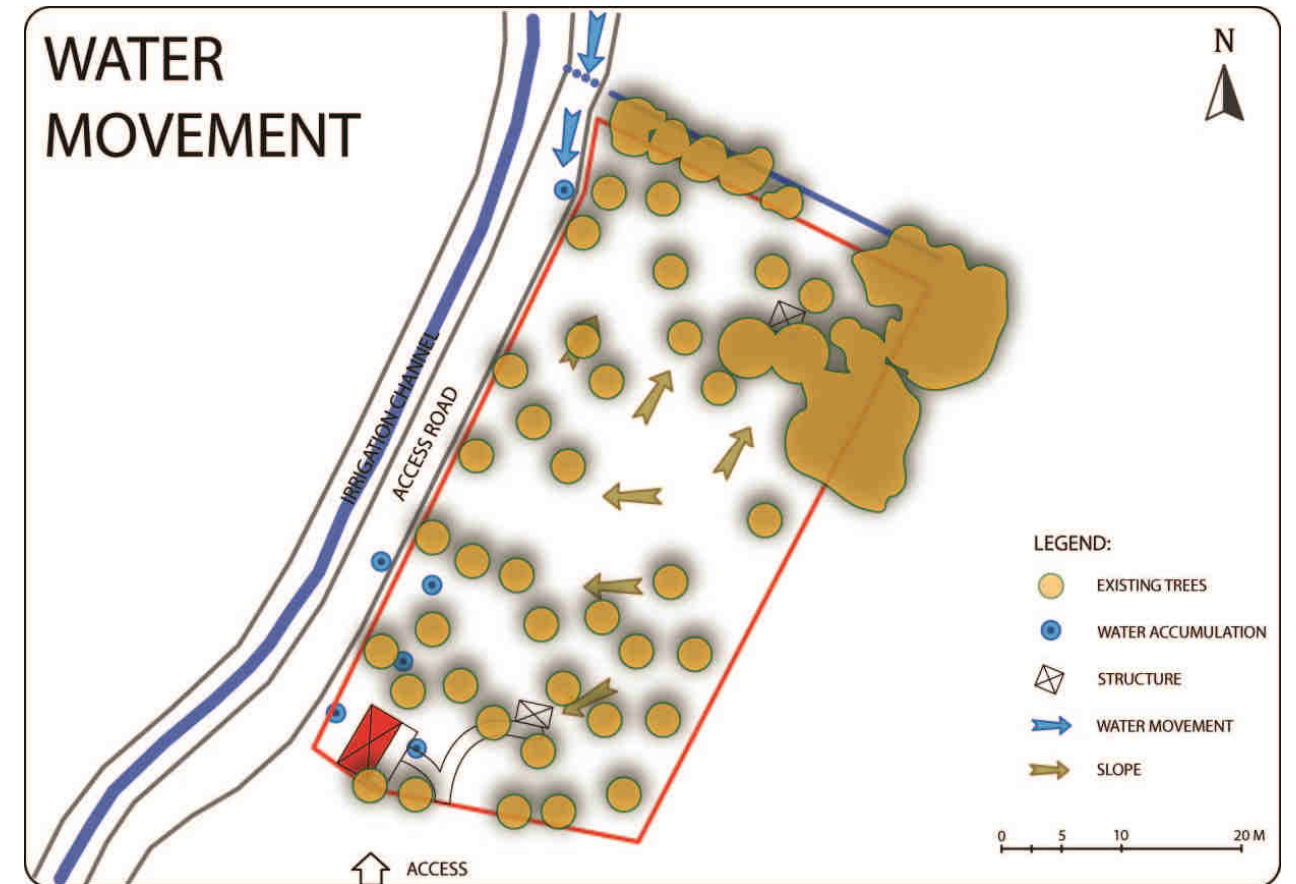 WATER
MOVEMENT
N
IRRIGATION CHANNEL
ACCESS ROAD
LEGEND:
EXISTING TREES
WATER ACCUMULATION
STRUCTURE
WATER MOVEMENT
SLOPE
0 5 10 20 M
ACCESS